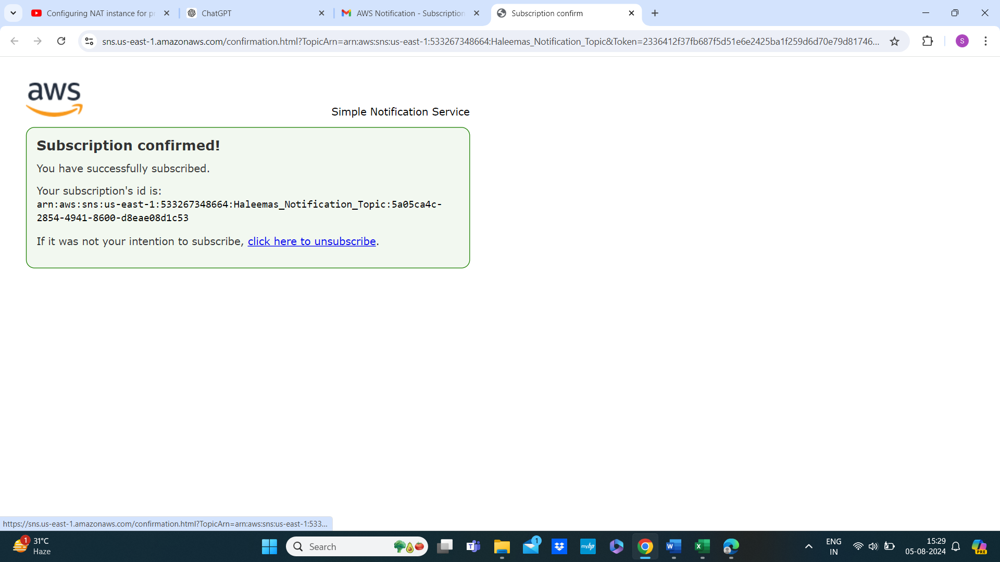 Configuring NAT instance for pr
ChatGPT
AWS Notification - Subscription
Subscription confirm
sns.us-east-1.amazonaws.com/confirmation.html?TopicArn=arn:aws:sns:us-east-1:533267348664:Haleemas_Notification_Topic&Token=2336412f37fb687f5d51e6e2425ba1f259d6d70e79d81746...
S
aws
Simple Notification Service
Subscription confirmed!
You have successfully subscribed.
Your subscription's id is:
arn:aws:sns:us-east-1:533267348664:Haleemas_Notification_Topic:5a05ca4c-
2854-4941-8600-d8eae08d1c53
If it was not your intention to subscribe, click here to unsubscribe.
https://sns.us-east-1.amazonaws.com/confirmation.html?TopicArn=arn:aws:sns:us-east-1:533...
1
31°C
Haze
Search
T
1
myhp
W
X
ENG
IN
15:29
05-08-2024
PRE